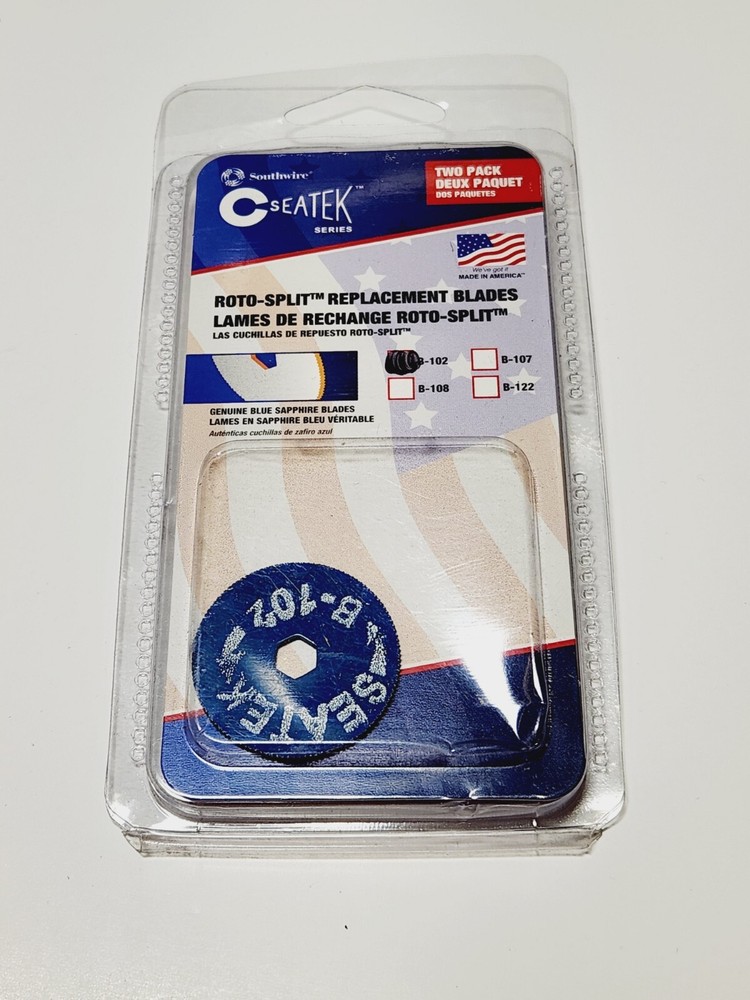 Southwire®
SEATEK™
SERIES
TWO PACK
DEUX PAQUET
DOS PAQUETES
We've got it
MADE IN AMERICA™
ROTO-SPLIT™ REPLACEMENT BLADES
LAMES DE RECHANGE ROTO-SPLIT™
LAS CUCHILLAS DE REPUESTO ROTO-SPLIT™
B-102
B-107
B-108
B-122
GENUINE BLUE SAPPHIRE BLADES
LAMES EN SAPPHIRE BLEU VÉRITABLE
Auténticas cuchillas de zafiro azul
B-102
SEATEK